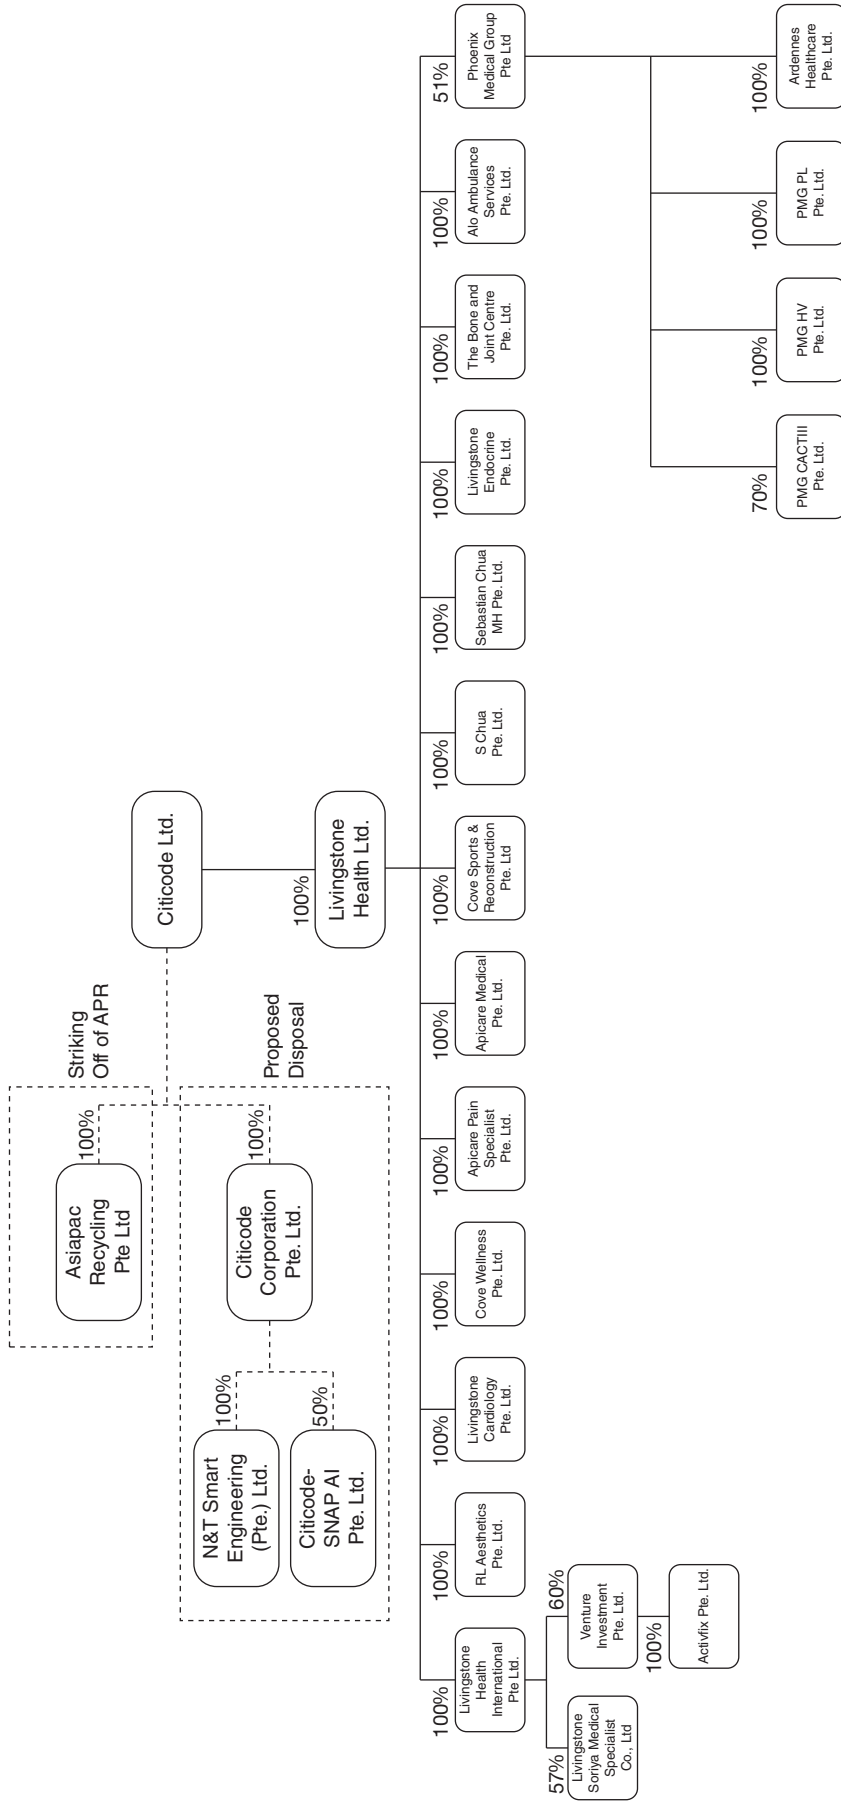 Citicode Ltd.
Striking
Off of APR
100%
Asiapac
Recycling
Pte Ltd
Proposed
Disposal
100%
Citicode
Corporation
Pte. Ltd.
100%
N&T Smart
Engineering
(Pte.) Ltd.
50%
Citicode-
SNAP AI
Pte. Ltd.
100%
Livingstone
Health Ltd.
100%
Livingstone
Health
International
Pte Ltd.
100%
RL Aesthetics
Pte. Ltd.
100%
Livingstone
Cardiology
Pte. Ltd.
100%
Cove Wellness
Pte. Ltd.
100%
Apicare Pain
Specialist
Pte. Ltd.
100%
Apicare Medical
Pte. Ltd.
100%
Cove Sports &
Reconstruction
Pte. Ltd
100%
S Chua
Pte. Ltd.
100%
Sebastian Chua
MH Pte. Ltd.
100%
Livingstone
Endocrine
Pte. Ltd.
100%
The Bone and
Joint Centre
Pte. Ltd.
100%
Alo Ambulance
Services
Pte. Ltd.
51%
Phoenix
Medical Group
Pte Ltd
57%
Livingstone
Soriya Medical
Specialist
Co., Ltd
60%
Venture
Investment
Pte. Ltd.
100%
Activfix Pte. Ltd.
70%
PMG CACTIII
Pte. Ltd.
100%
PMG HV
Pte. Ltd.
100%
PMG PL
Pte. Ltd.
100%
Ardennes
Healthcare
Pte. Ltd.